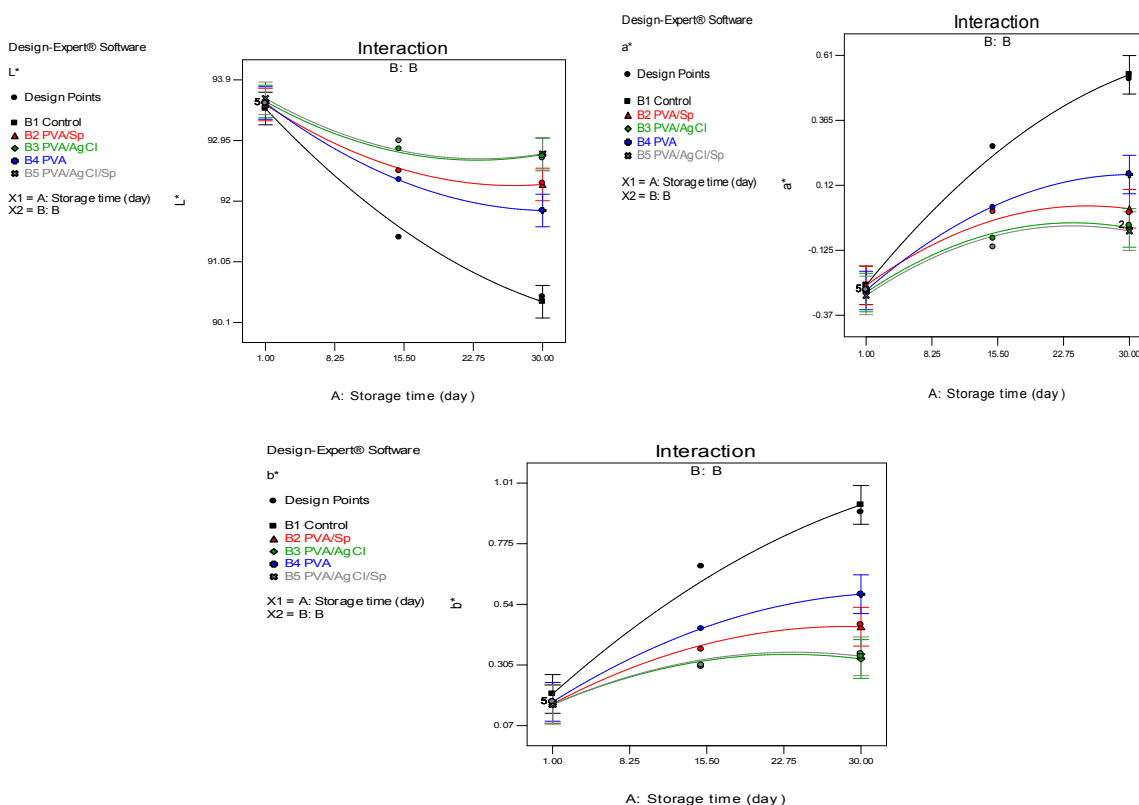 Design-Expert® Software
L*
Design Points
B1 Control
B2 PVA/Sp
B3 PVA/AgCl
B4 PVA
B5 PVA/AgCl/Sp
X1 = A: Storage time (day)
X2 = B: B
Interaction
B: B
L*
93.9
92.95
92
91.05
90.1
5
1.00 8.25 15.50 22.75 30.00
A: Storage time (day)
Design-Expert® Software
a*
Design Points
B1 Control
B2 PVA/Sp
B3 PVA/AgCl
B4 PVA
B5 PVA/AgCl/Sp
X1 = A: Storage time (day)
X2 = B: B
Interaction
B: B
a*
0.61
0.365
0.12
-0.125
-0.37
5
2
1.00 8.25 15.50 22.75 30.00
A: Storage time (day)
Design-Expert® Software
b*
Design Points
B1 Control
B2 PVA/Sp
B3 PVA/AgCl
B4 PVA
B5 PVA/AgCl/Sp
X1 = A: Storage time (day)
X2 = B: B
Interaction
B: B
b*
1.01
0.775
0.54
0.305
0.07
5
1.00 8.25 15.50 22.75 30.00
A: Storage time (day)